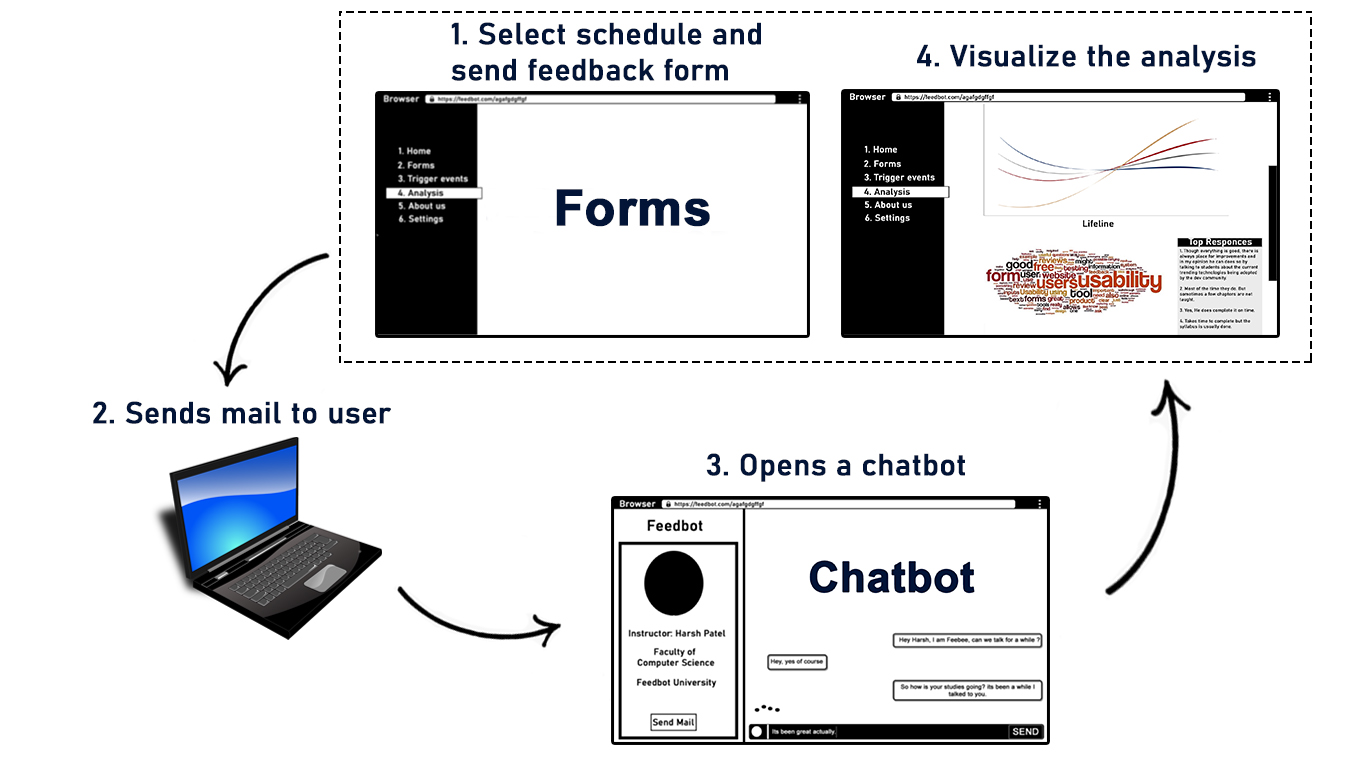 1. Select schedule and
send feedback form
Browser https://feedbot.com/agafgdgffgf
1. Home
2. Forms
3. Trigger events
4. Analysis
5. About us
6. Settings
Forms
4. Visualize the analysis
Browser https://feedbot.com/agafgdgffgf
1. Home
2. Forms
3. Trigger events
4. Analysis
5. About us
6. Settings
Lifeline
good free reviews might
testing information system
form user website
review users usability
Usability using tool
forms great product need also
allows
Top Responces
1. Though everything is good, there is
always place for improvements and
in my opinion he can does so by
talking to students about the current
trending technologies being adopted
by the dev community
2. Most of the time they do. But
sometimes a few chapters are not
taught.
3. Yes, He does complete it on time.
4. Takes time to complete but the
syllabus is usually done.
2. Sends mail to user
3. Opens a chatbot
Browser https://feedbot.com/agafgdgffgf
Feedbot
Instructor: Harsh Patel
Faculty of
Computer Science
Feedbot University
Send Mail
Chatbot
Hey Harsh, I am Feebee, can we talk for a while ?
Hey, yes of course
So how is your studies going? its been a while I
talked to you.
Its been great actually.
SEND